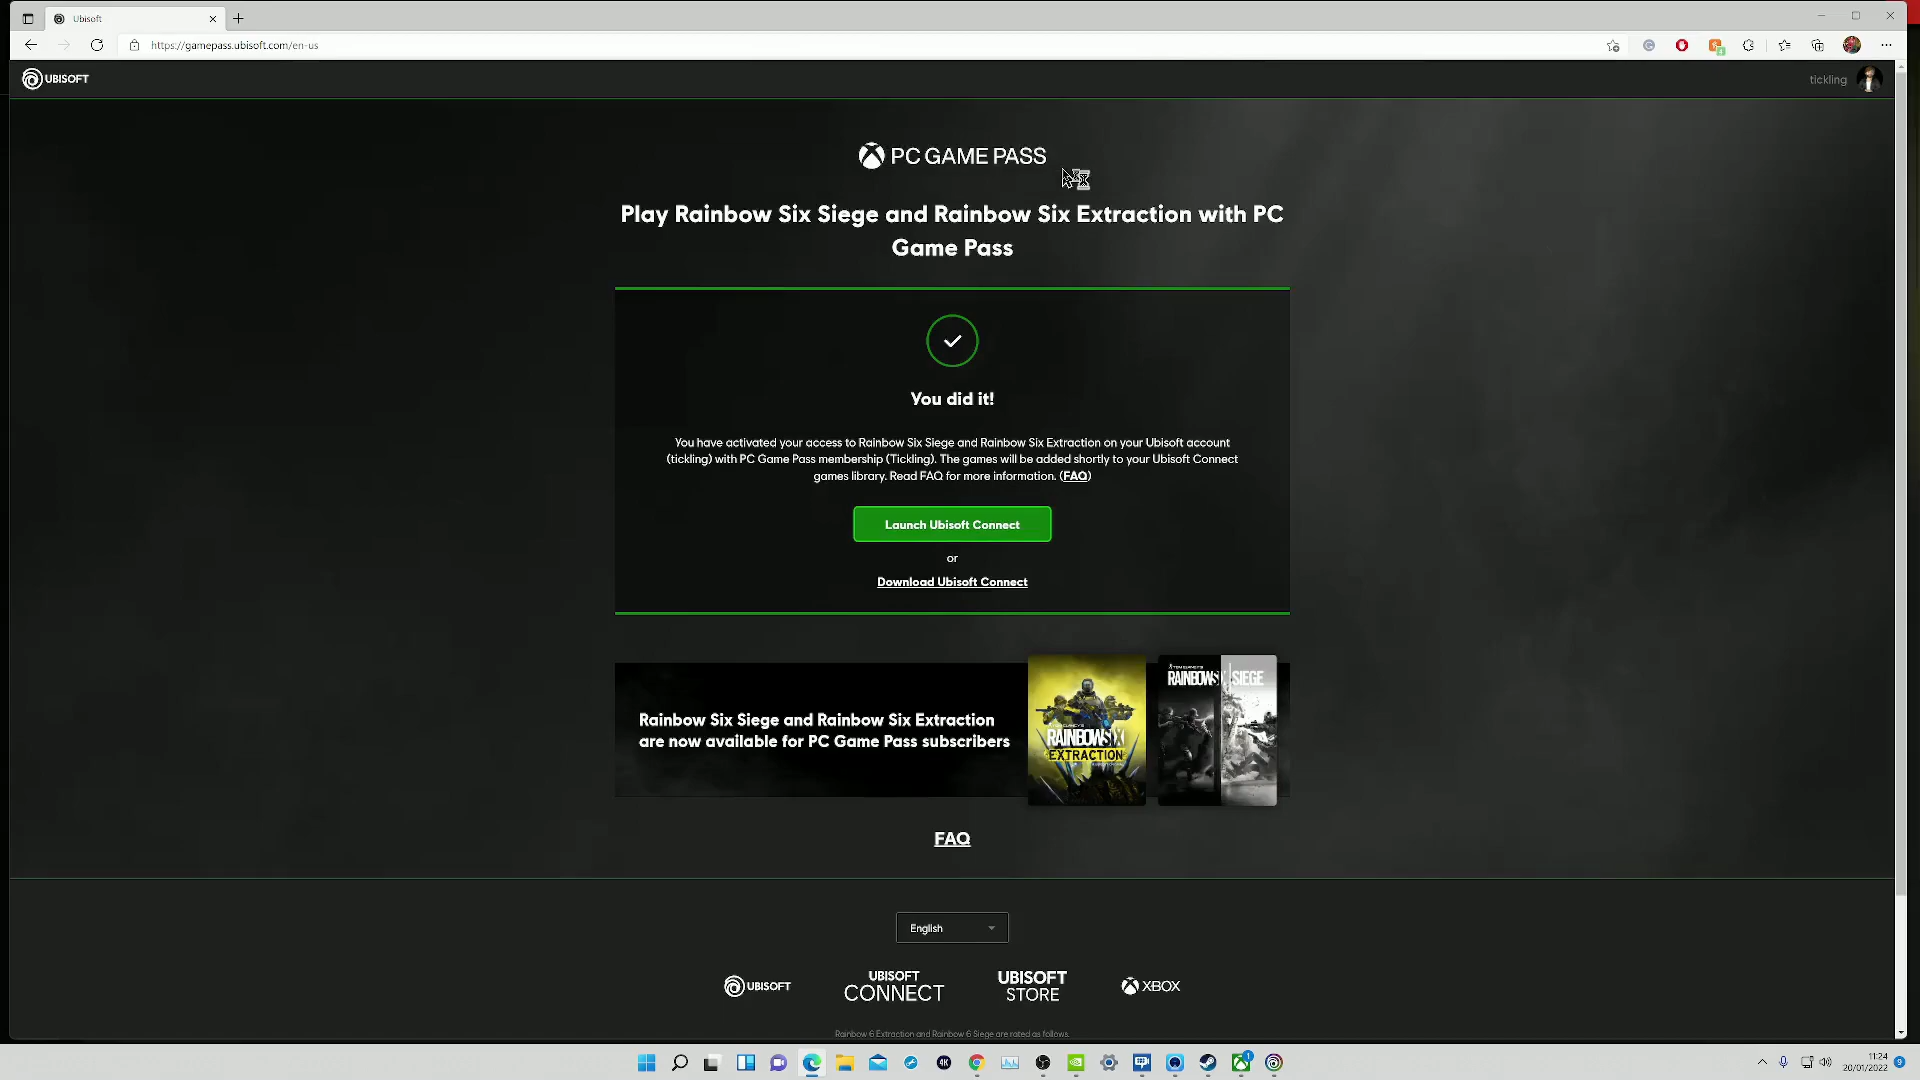 Ubisoft
https://gamepass.ubisoft.com/en-us
UBISOFT
tickling
PC GAME PASS
Play Rainbow Six Siege and Rainbow Six Extraction with PC
Game Pass
You did it!
You have activated your access to Rainbow Six Siege and Rainbow Six Extraction on your Ubisoft account
(tickling) with PC Game Pass membership (Tickling). The games will be added shortly to your Ubisoft Connect
games library. Read FAQ for more information. (FAQ)
Launch Ubisoft Connect
or
Download Ubisoft Connect
Rainbow Six Siege and Rainbow Six Extraction
are now available for PC Game Pass subscribers
RAINBOW SIX
EXTRACTION
TOM CLANCY'S
RAINBOW SIX SIEGE
FAQ
English
UBISOFT
UBISOFT
CONNECT
UBISOFT
STORE
XBOX
Rainbow 6 Extraction and Rainbow 6 Siege are rated as follows.
4K
1
11:24
20/01/2022
9